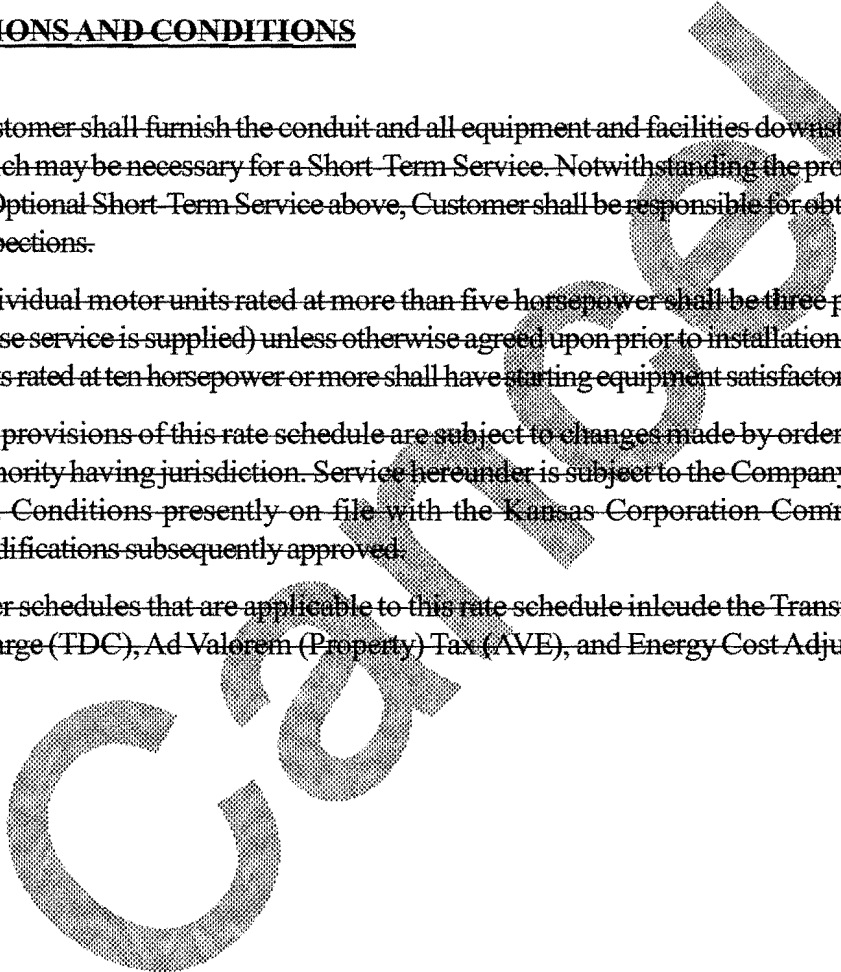 IONS AND CONDITIONS
stomer shall furnish the conduit and all equipment and facilities downst
ich may be necessary for a Short-Term Service. Notwithstanding the pro
Optional Short-Term Service above, Customer shall be responsible for obt
pections.
ividual motor units rated at more than five horsepower shall be three p
se service is supplied) unless otherwise agreed upon prior to installation
s rated at ten horsepower or more shall have starting equipment satisfactor
provisions of this rate schedule are subject to changes made by order
hority having jurisdiction. Service hereunder is subject to the Company
Conditions presently on file with the Kansas Corporation Comm
difications subsequently approved.
er schedules that are applicable to this rate schedule inlcude the Trans
arge (TDC), Ad Valorem (Property) Tax (AVE), and Energy Cost Adju
Cancel